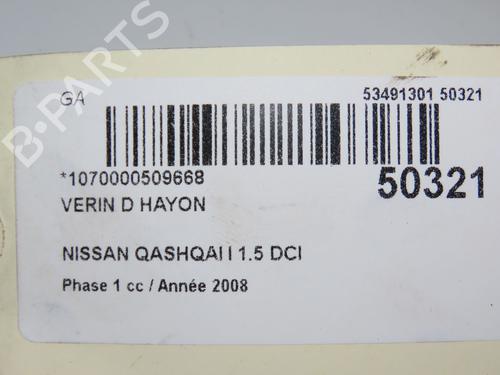 GA
53491301 50321
*1070000509668
50321
VERIN D HAYON
NISSAN QASHQAI I 1.5 DCI
Phase 1 cc / Année 2008
B-PARTS